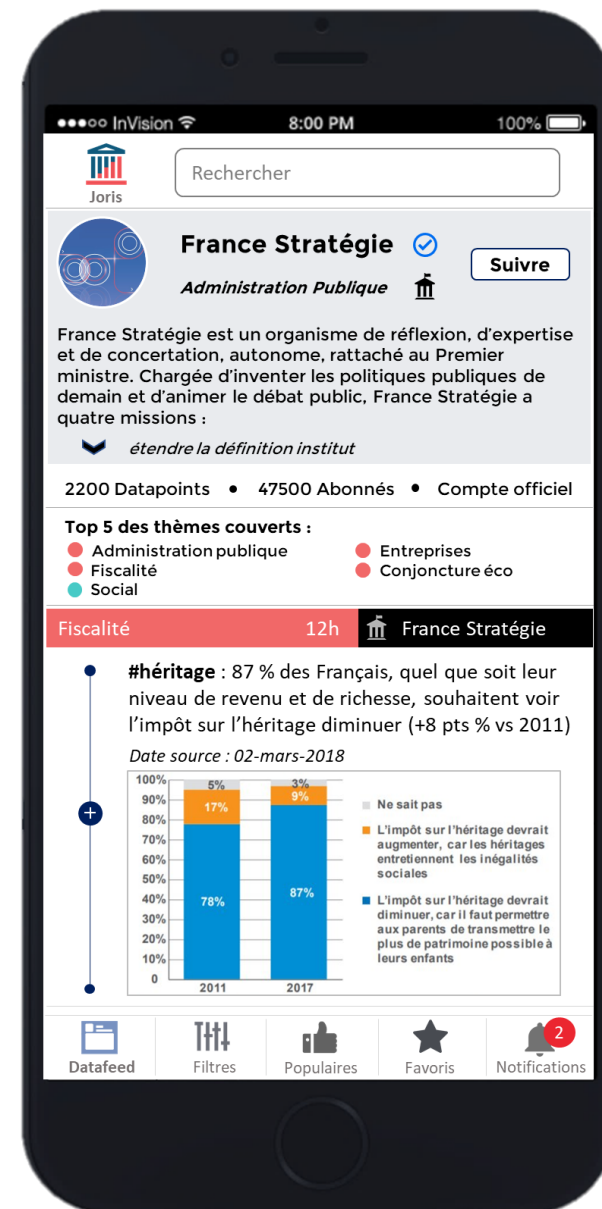 InVision
8:00 PM
100%
Joris
Rechercher
France Stratégie
Administration Publique
Suivre
France Stratégie est un organisme de réflexion, d’expertise
et de concertation, autonome, rattaché au Premier
ministre. Chargée d’inventer les politiques publiques de
demain et d’animer le débat public, France Stratégie a
quatre missions :
étendre la définition institut
2200 Datapoints • 47500 Abonnés • Compte officiel
Top 5 des thèmes couverts :
Administration publique
Fiscalité
Social
Entreprises
Conjoncture éco
Fiscalité 12h France Stratégie
#héritage : 87 % des Français, quel que soit leur
niveau de revenu et de richesse, souhaitent voir
l’impôt sur l’héritage diminuer (+8 pts % vs 2011)
Date source : 02-mars-2018
100%
90%
80%
70%
60%
50%
40%
30%
20%
10%
0
5%
17%
78%
3%
9%
87%
2011
2017
Ne sait pas
L’impôt sur l’héritage devrait
augmenter, car les héritages
entretiennent les inégalités
sociales
L’impôt sur l’héritage devrait
diminuer, car il faut permettre
aux parents de transmettre le
plus de patrimoine possible à
leurs enfants
+
2
Datafeed
Filtres
Populaires
Favoris
Notifications